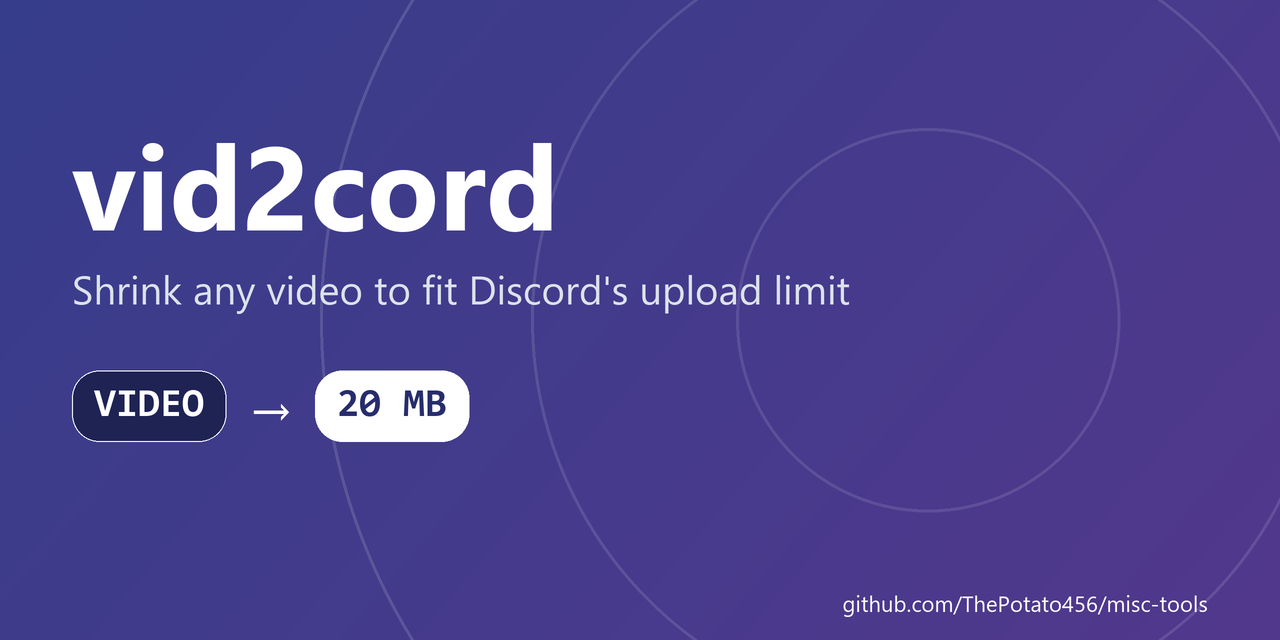 vid2cord
Shrink any video to fit Discord's upload limit
VIDEO → 20 MB
github.com/ThePotato456/misc-tools